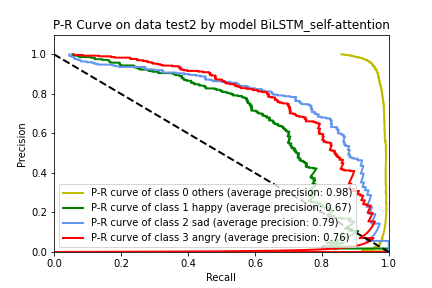 P-R Curve on data test2 by model BiLSTM_self-attention
Precision
1.0
0.8
0.6
0.4
0.2
0.0
P-R curve of class 0 others (average precision: 0.98)
P-R curve of class 1 happy (average precision: 0.67)
P-R curve of class 2 sad (average precision: 0.79)
P-R curve of class 3 angry (average precision: 0.76)
0.0 0.2 0.4 0.6 0.8 1.0
Recall